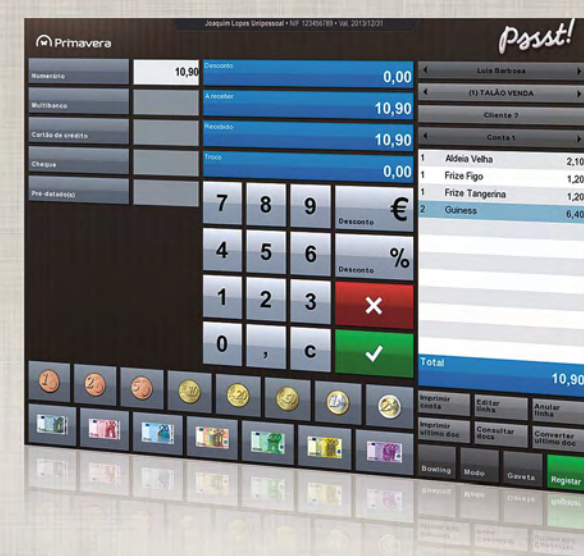 Joaquim Lopes Unipessoal • NIF 123456789 • Val. 2013/12/31
Primavera
Pssst!
Numerário 10,90
Multibanco
Cartão de crédito
Cheque
Pré-datado(s)
Desconto 0,00
A receber 10,90
Recebido 10,90
Troco 0,00
7 8 9 Desconto €
4 5 6 Desconto %
1 2 3
0 , C
Luis Barbosa
(1) TALÃO VENDA
Cliente ?
Conta 1
1 Aldeia Velha 2,10
1 Frize Figo 1,20
1 Frize Tangerina 1,20
2 Guiness 6,40
Total
10,90
Imprimir conta
Editar linha
Anular linha
Imprimir ultimo doc
Consultar docs
Converter ultimo doc
Bowling Modo Gaveta Registar